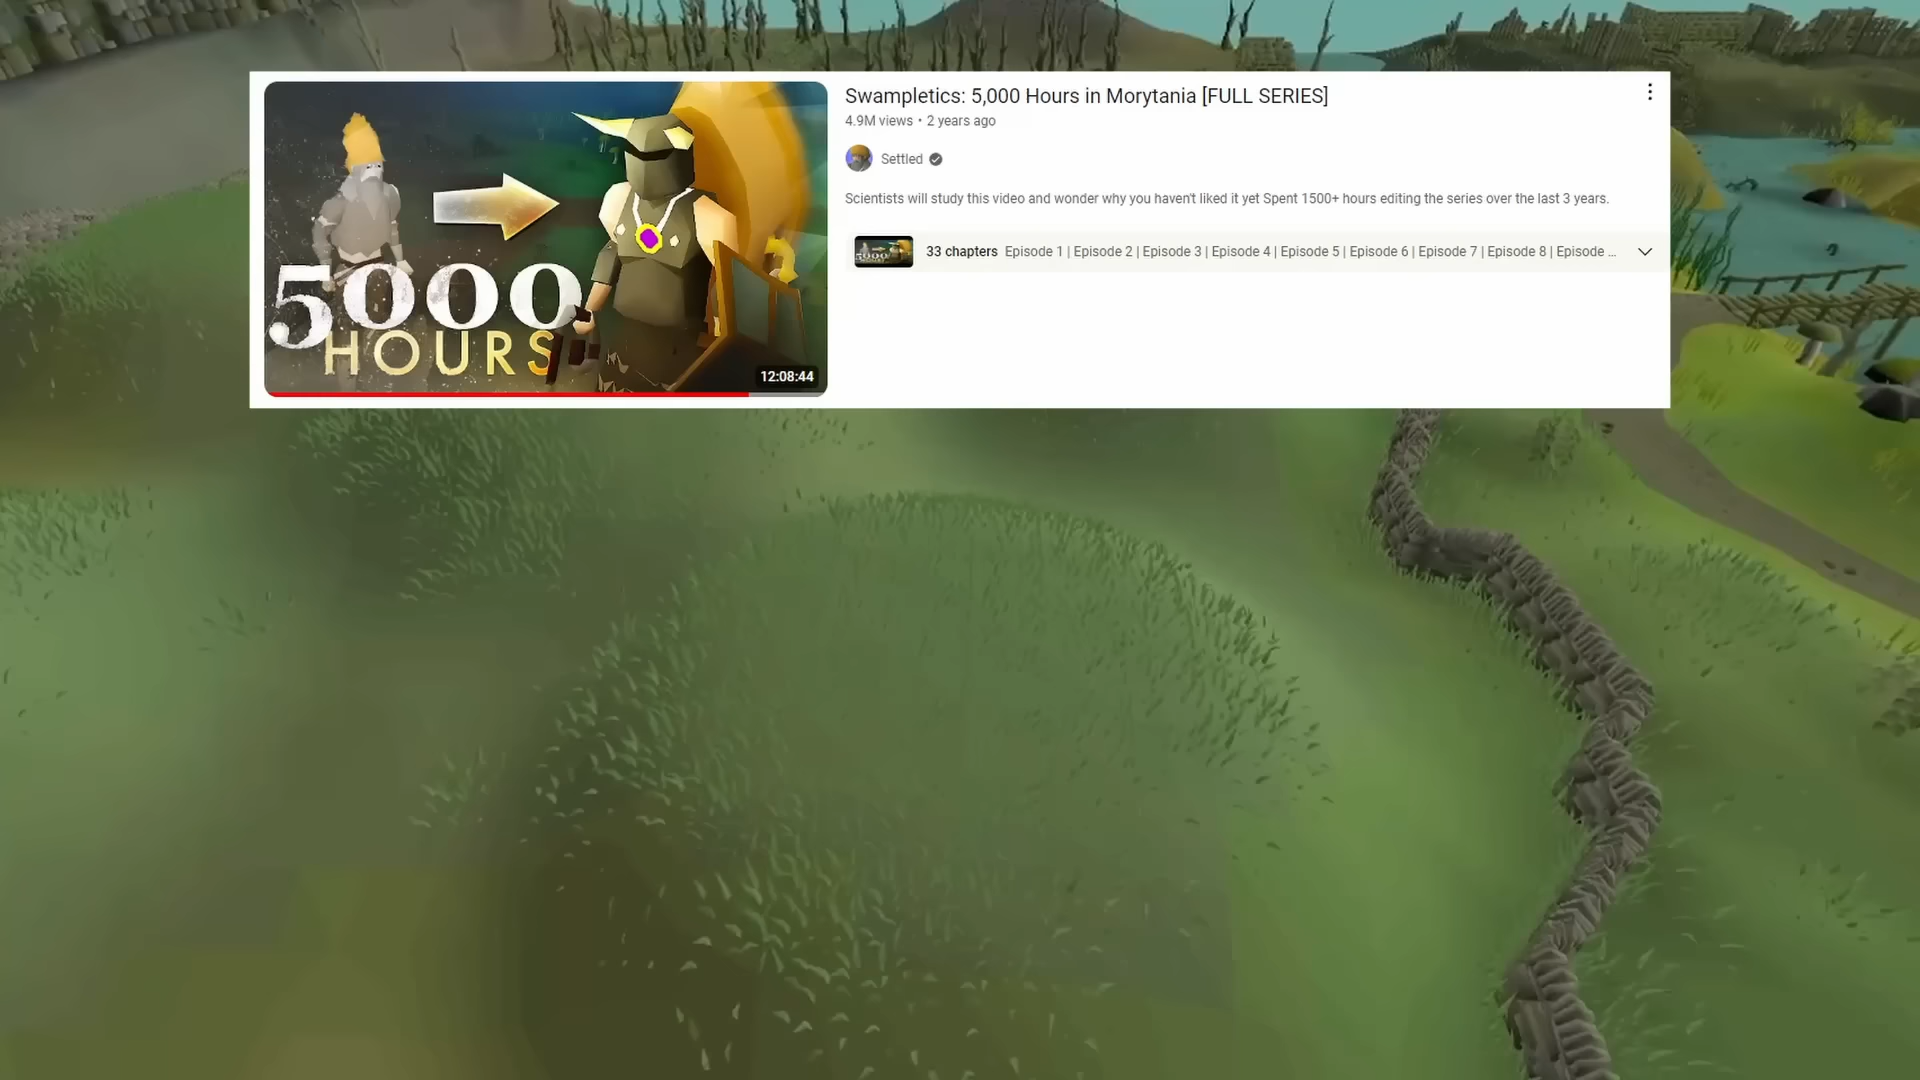 Swampletics: 5,000 Hours in Morytania [FULL SERIES]
4.9M views • 2 years ago
Settled
Scientists will study this video and wonder why you haven't liked it yet Spent 1500+ hours editing the series over the last 3 years.
33 chapters Episode 1 | Episode 2 | Episode 3 | Episode 4 | Episode 5 | Episode 6 | Episode 7 | Episode 8 | Episode ...
5000
HOURS
12:08:44